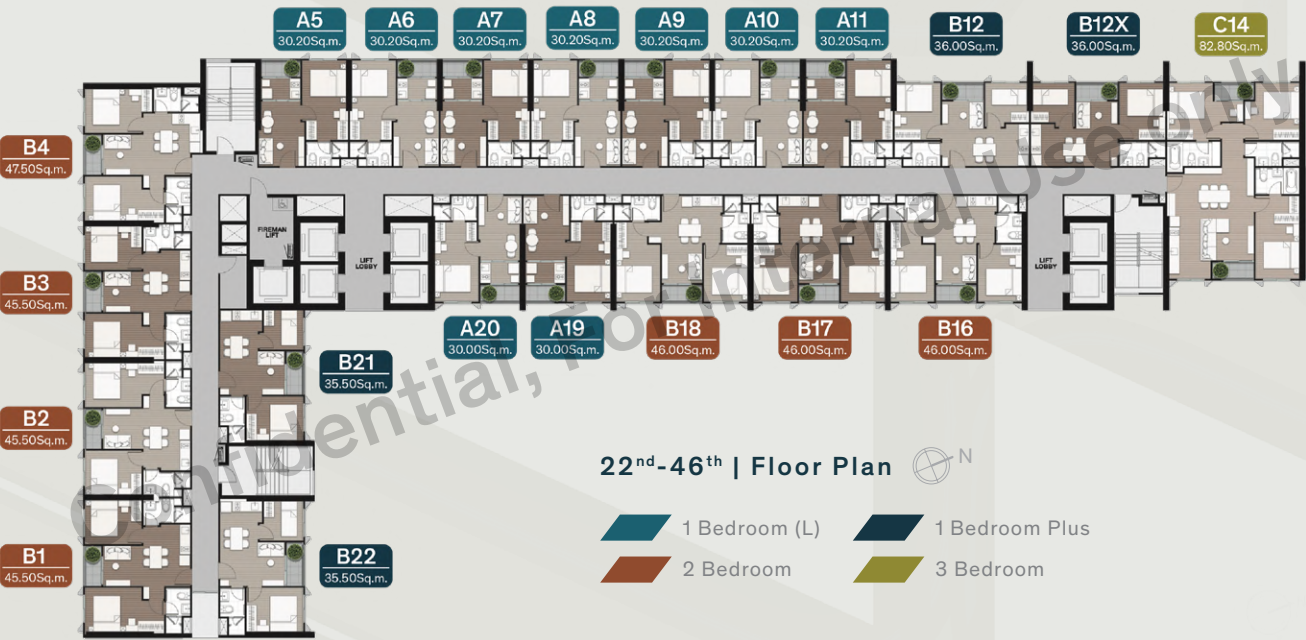 A5
30.20Sq.m.
A6
30.20Sq.m.
A7
30.20Sq.m.
A8
30.20Sq.m.
A9
30.20Sq.m.
A10
30.20Sq.m.
A11
30.20Sq.m.
B12
36.00Sq.m.
B12X
36.00Sq.m.
C14
82.80Sq.m.
B4
47.50Sq.m.
B3
45.50Sq.m.
B2
45.50Sq.m.
B1
45.50Sq.m.
FIREMAN
LIFT
LIFT
LOBBY
LIFT
LOBBY
A20
30.00Sq.m.
A19
30.00Sq.m.
B18
46.00Sq.m.
B17
46.00Sq.m.
B16
46.00Sq.m.
B21
35.50Sq.m.
B22
35.50Sq.m.
Confidential, For Internal Use only
22nd-46th | Floor Plan
N
1 Bedroom (L)
1 Bedroom Plus
2 Bedroom
3 Bedroom